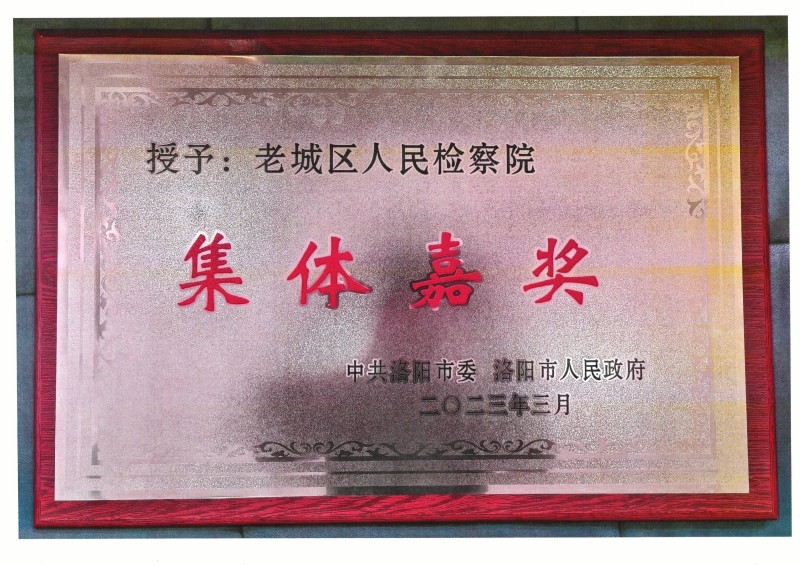 授予：老城区人民检察院
集体嘉奖
中共洛阳市委 洛阳市人民政府
二〇二三年三月